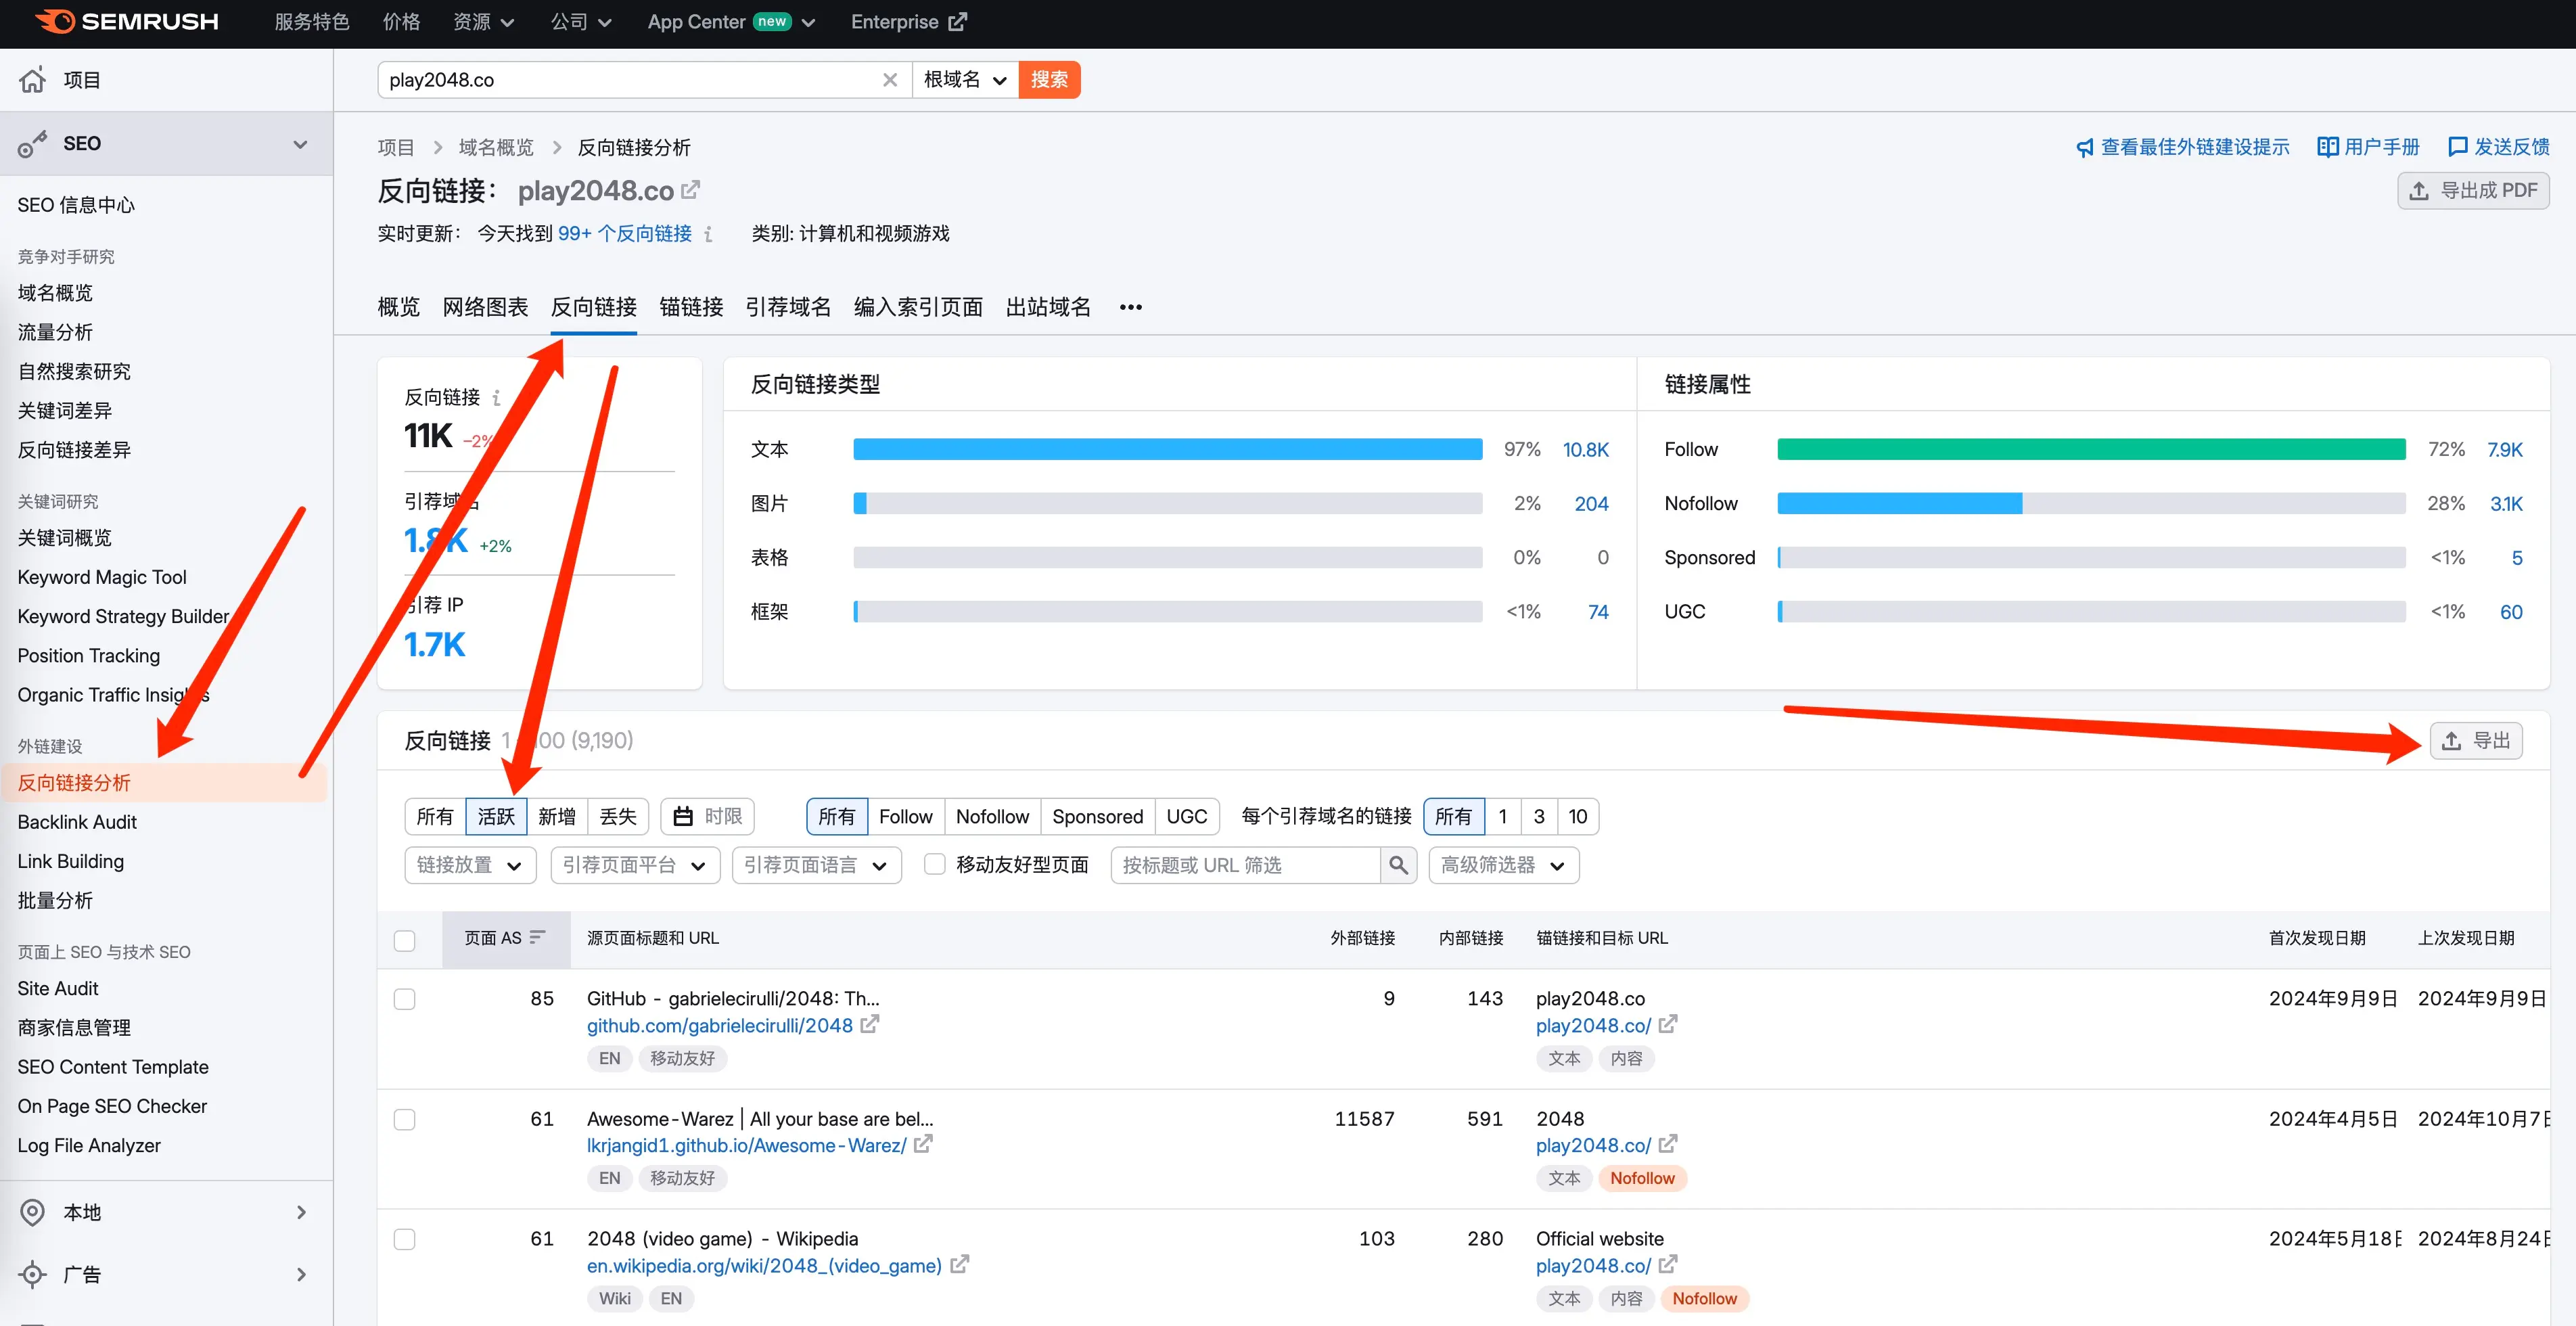 SEMRUSH 服务特色 价格 资源 公司 App Center new Enterprise
项目
play2048.co 根域名 搜索
SEO
SEO 信息中心
竞争对手研究
域名概览
流量分析
自然搜索研究
关键词差异
反向链接差异
关键词研究
关键词概览
Keyword Magic Tool
Keyword Strategy Builder
Position Tracking
Organic Traffic
外链建设
反向链接分析
Backlink Audit
Link Building
批量分析
页面上 SEO 与技术 SEO
Site Audit
商家信息管理
SEO Content Template
On Page SEO Checker
Log File Analyzer
本地
广告
项目 > 域名概览 > 反向链接分析
查看最佳外链建设提示 用户手册 发送反馈
反向链接： play2048.co
导出成 PDF
实时更新： 今天找到 99+ 个反向链接 i 类别: 计算机和视频游戏
概览 网络图表 反向链接 锚链接 引荐域名 编入索引页面 出站域名 •••
反向链接 i
11K −2%
引荐域名
1.8K +2%
引荐 IP
1.7K
反向链接类型
文本 97% 10.8K
图片 2% 204
表格 0% 0
框架 <1% 74
链接属性
Follow 72% 7.9K
Nofollow 28% 3.1K
Sponsored <1% 5
UGC <1% 60
反向链接 (9,190)
导出
所有 活跃 新增 丢失 时限 所有 Follow Nofollow Sponsored UGC 每个引荐域名的链接 所有 1 3 10
链接放置 引荐页面平台 引荐页面语言 移动友好型页面 按标题或 URL 筛选 高级筛选器
页面 AS 源页面标题和 URL 外部链接 内部链接 锚链接和目标 URL 首次发现日期 上次发现日期
85 GitHub - gabrielecirulli/2048: Th... 9 143 play2048.co 2024年9月9日 2024年9月9日
github.com/gabrielecirulli/2048 play2048.co/
EN 移动友好 文本 内容
61 Awesome-Warez | All your base are bel... 11587 591 2048 2024年4月5日 2024年10月7日
lkrjangid1.github.io/Awesome-Warez/ play2048.co/
EN 移动友好 文本 Nofollow
61 2048 (video game) - Wikipedia 103 280 Official website 2024年5月18日 2024年8月24日
en.wikipedia.org/wiki/2048_(video_game) play2048.co/
Wiki EN 文本 内容 Nofollow